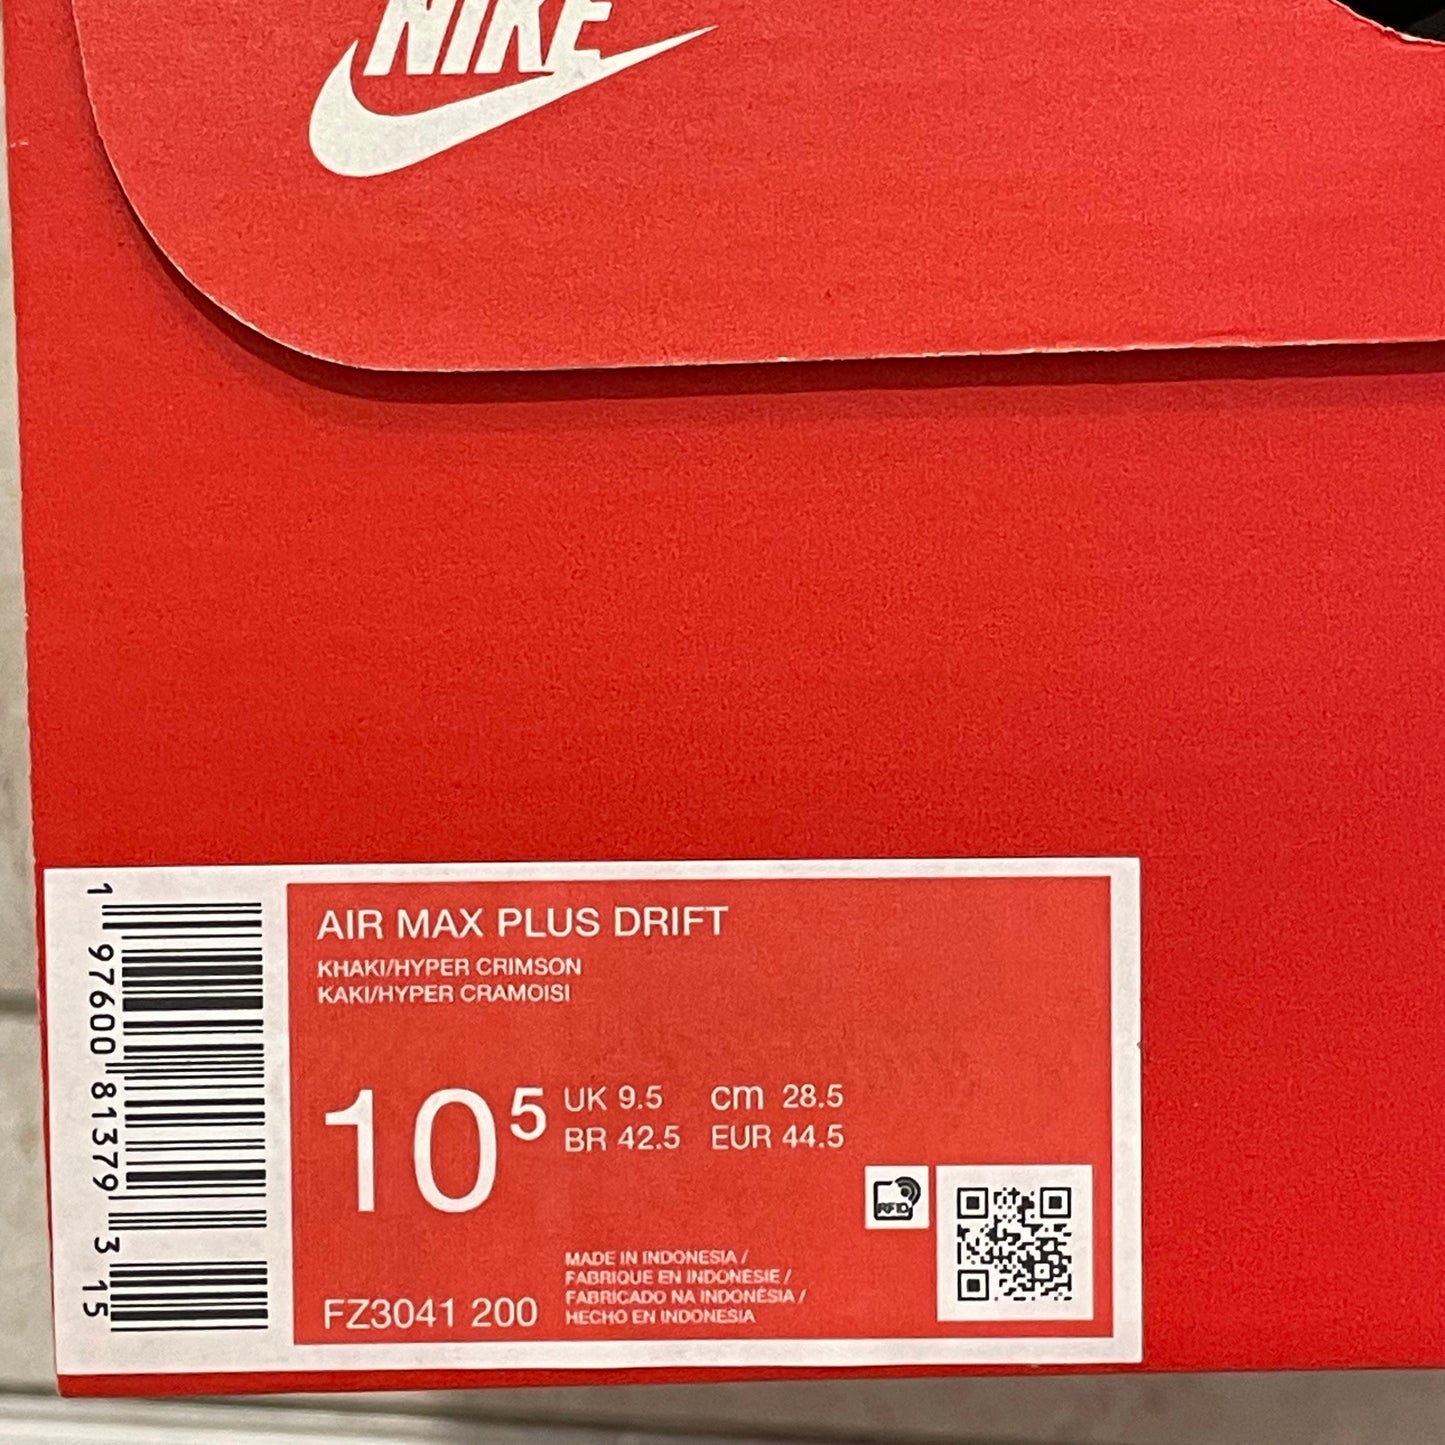 NIKE
AIR MAX PLUS DRIFT
KHAKI/HYPER CRIMSON
KAKI/HYPER CRAMOISI
10 5
UK 9.5 cm 28.5
BR 42.5 EUR 44.5
RFID
MADE IN INDONESIA /
FABRIQUE EN INDONÉSIE /
FABRICADO NA INDONÉSIA /
HECHO EN INDONESIA
FZ3041 200
1 97600 81379 3 15